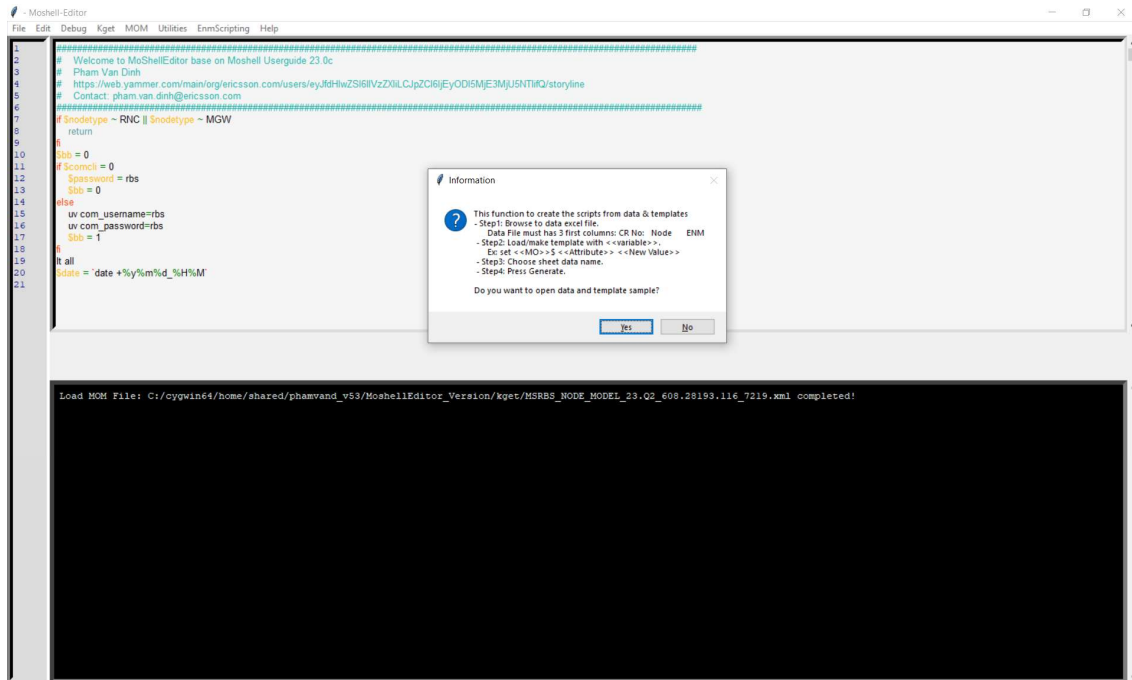 - Moshell-Editor
File Edit Debug Kget MOM Utilities EnmScripting Help
1 ####################################################################################################################################
2 # Welcome to MoShellEditor base on Moshell Userguide 23.0c
3 # Pham Van Dinh
4
5 # Contact: pham.van.dinh@ericsson.com
6 #####################################################################################################################################
7 if $nodetype ~ RNC || $nodetype ~ MGW
8 return
9 fi
10 $bb = 0
11 if $comcli = 0
12 $password = rbs
13 $bb = 0
14 else
15 uv com_username=rbs
16 uv com_password=rbs
17 $bb = 1
18 fi
19 lt all
20 $date = `date +%y%m%d_%H%M`
21
Information
This function to create the scripts from data & templates
- Step1: Browse to data excel file.
Data File must has 3 first columns: CR No: Node ENM
- Step2: Load/make template with <<variable>>.
Ex: set <<MO>>$ <<Attribute>> <<New Value>>
- Step3: Choose sheet data name.
- Step4: Press Generate.
Do you want to open data and template sample?
Yes No
Load MOM File: C:/cygwin64/home/shared/phamvand_v53/MoshellEditor_Version/kget/MSRBS_NODE_MODEL_23.Q2_608.28193.116_7219.xml completed!